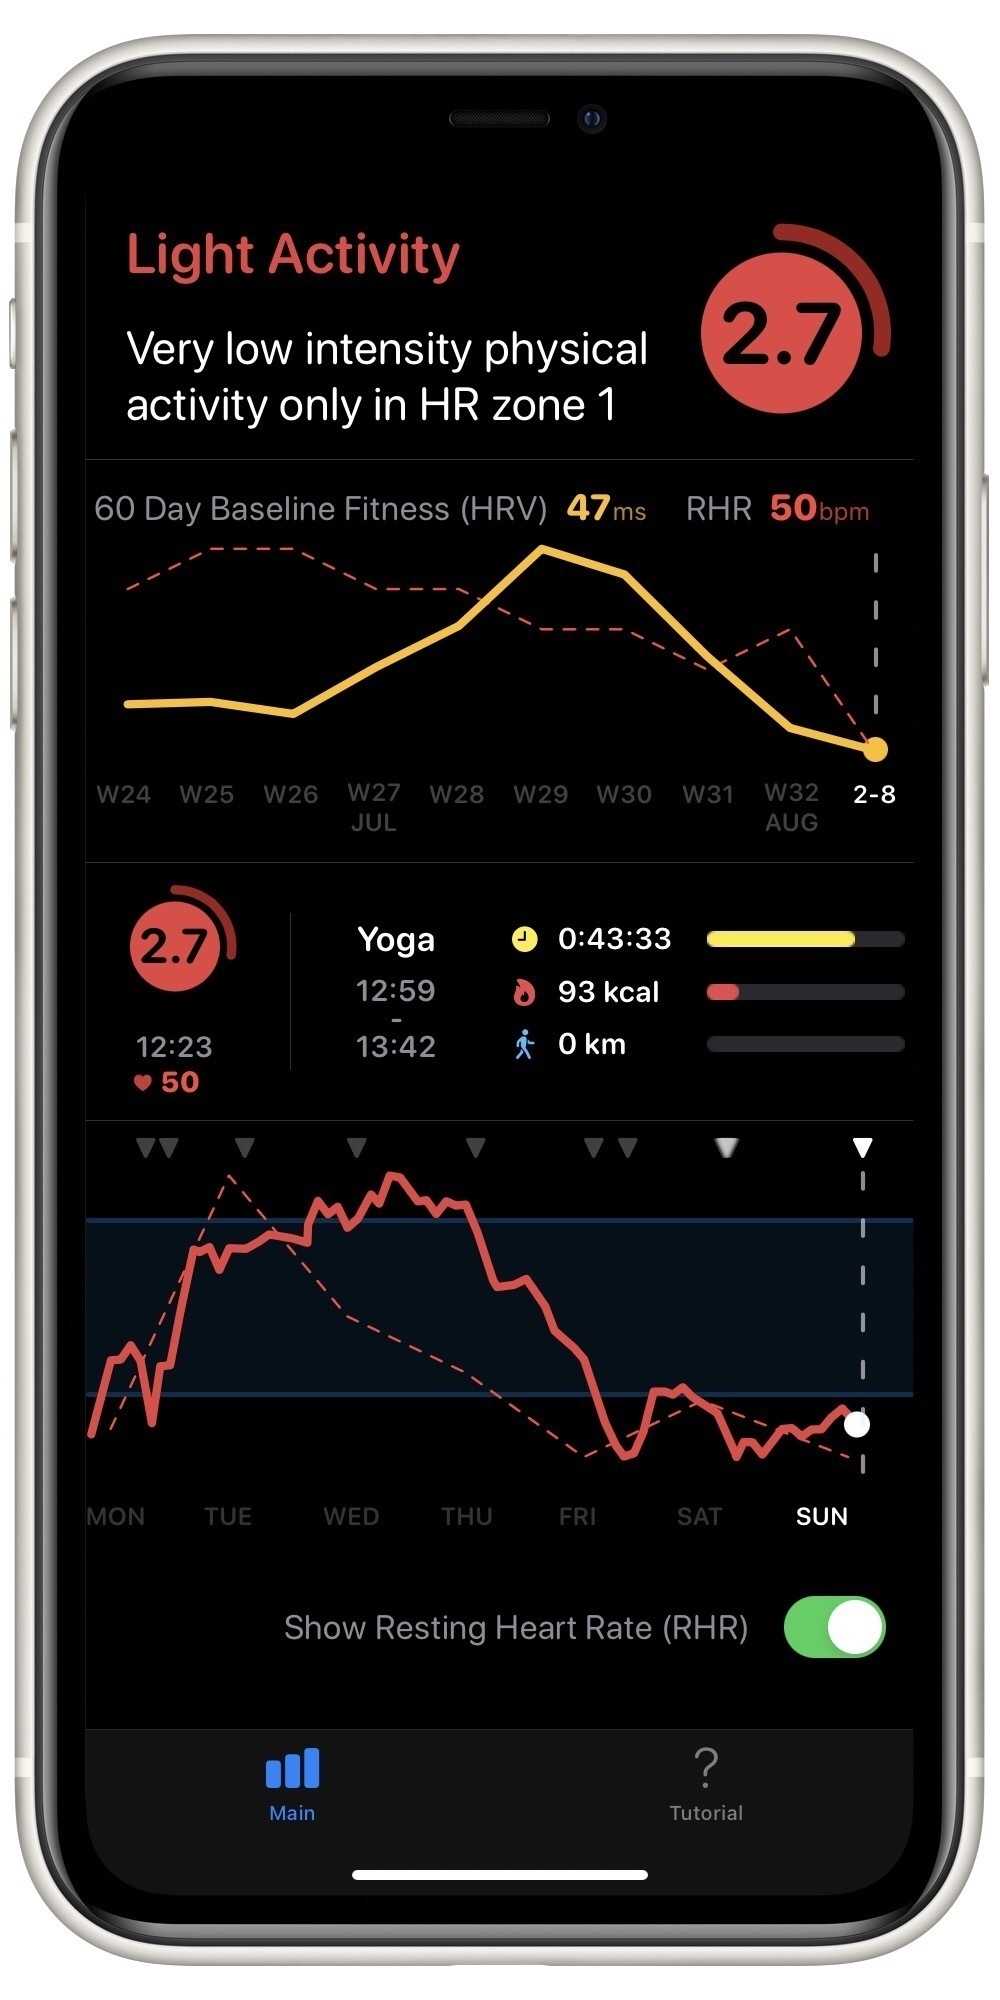 Light Activity
2.7
Very low intensity physical
activity only in HR zone 1
60 Day Baseline Fitness (HRV) 47ms RHR 50bpm
W24 W25 W26 W27 W28 W29 W30 W31 W32 2-8
JUL AUG
2.7
12:23
50
Yoga
12:59
-
13:42
0:43:33
93 kcal
0 km
MON TUE WED THU FRI SAT SUN
Show Resting Heart Rate (RHR)
?
Main Tutorial